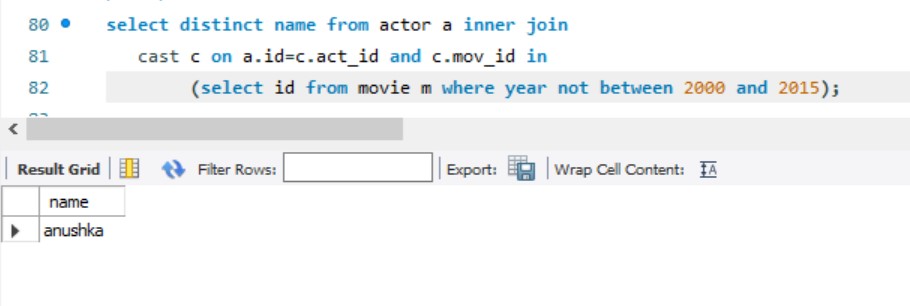 80 select distinct name from actor a inner join
81 cast c on a.id=c.act_id and c.mov_id in
82 (select id from movie m where year not between 2000 and 2015);
Result Grid Filter Rows: Export: Wrap Cell Content: IA
name
anushka